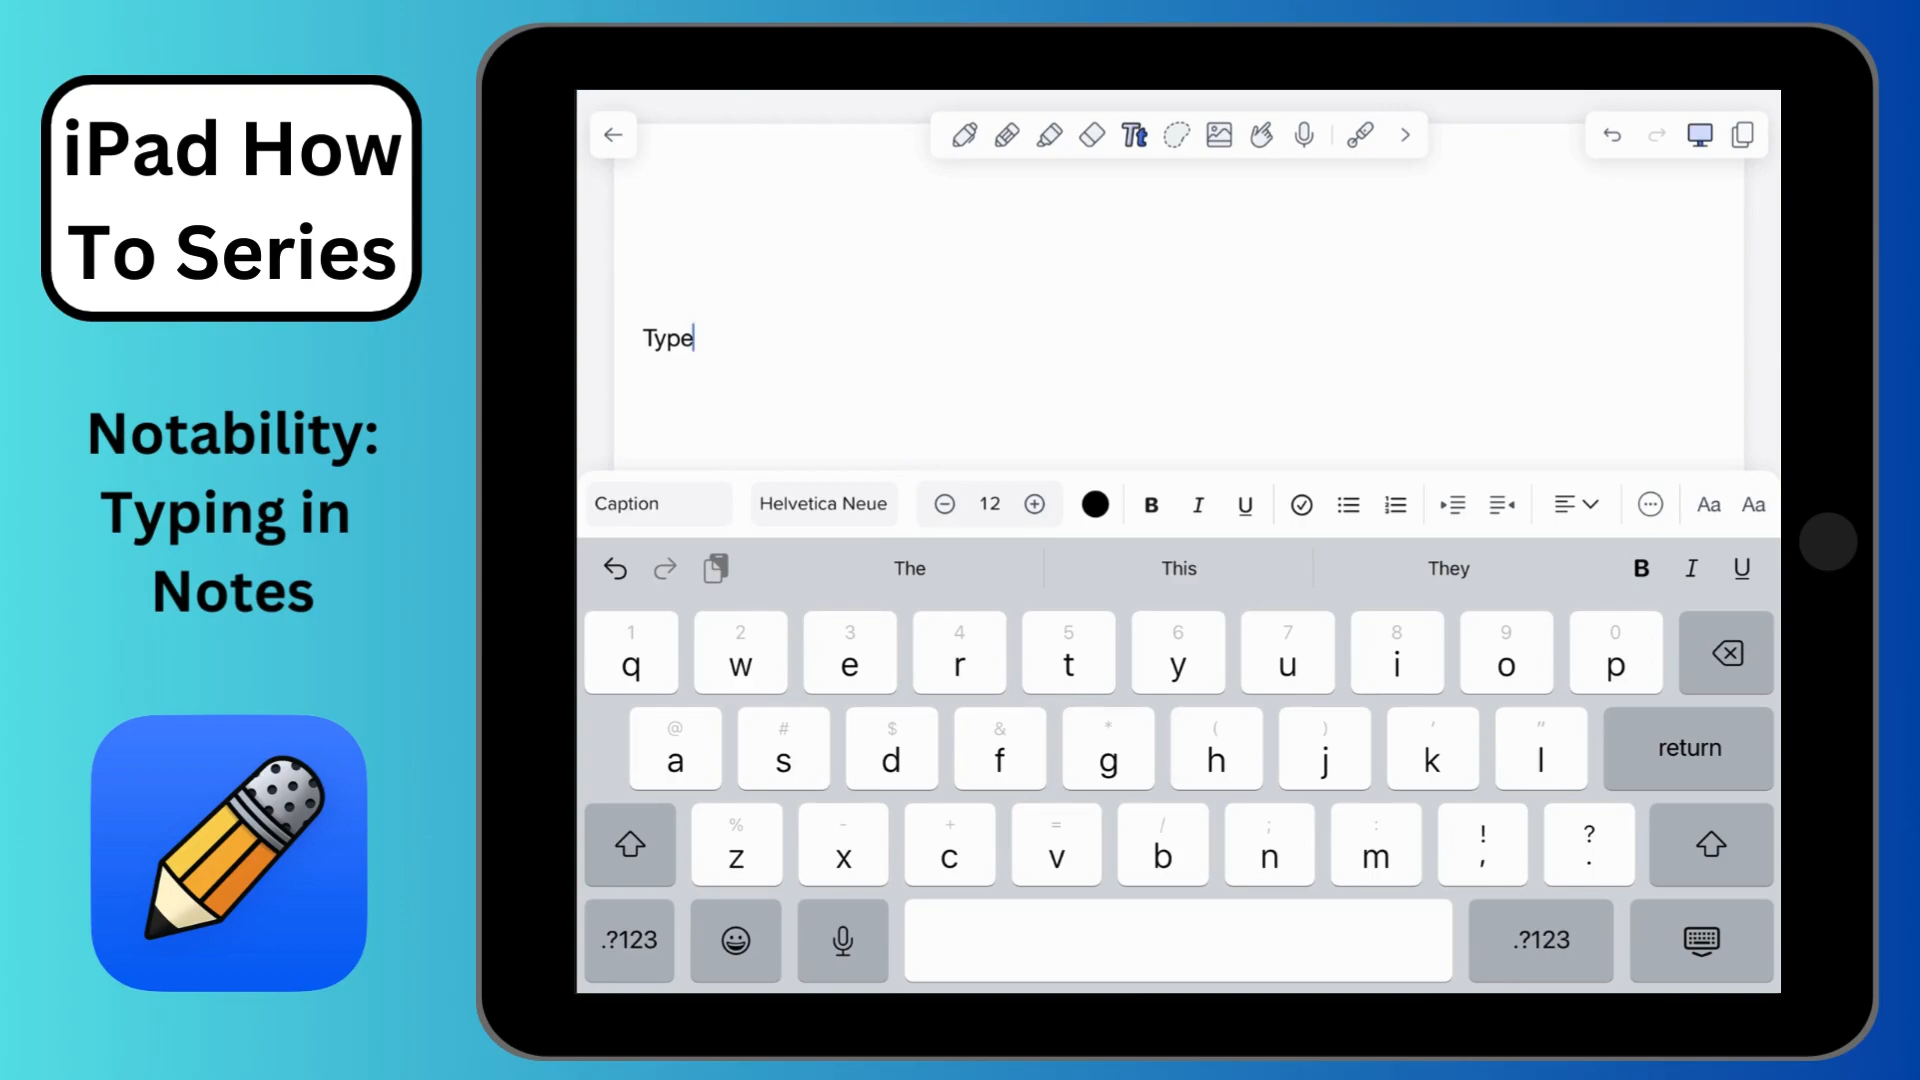 iPad How
To Series
Notability:
Typing in
Notes
Tt
Type
Caption Helvetica Neue 12 B I U Aa Aa
The This They B I U
1 2 3 4 5 6 7 8 9 0
q w e r t y u i o p
@ # $ & * ( ) ' "
a s d f g h j k l return
% - + = / ; : ! ?
z x c v b n m , .
.?123 .?123